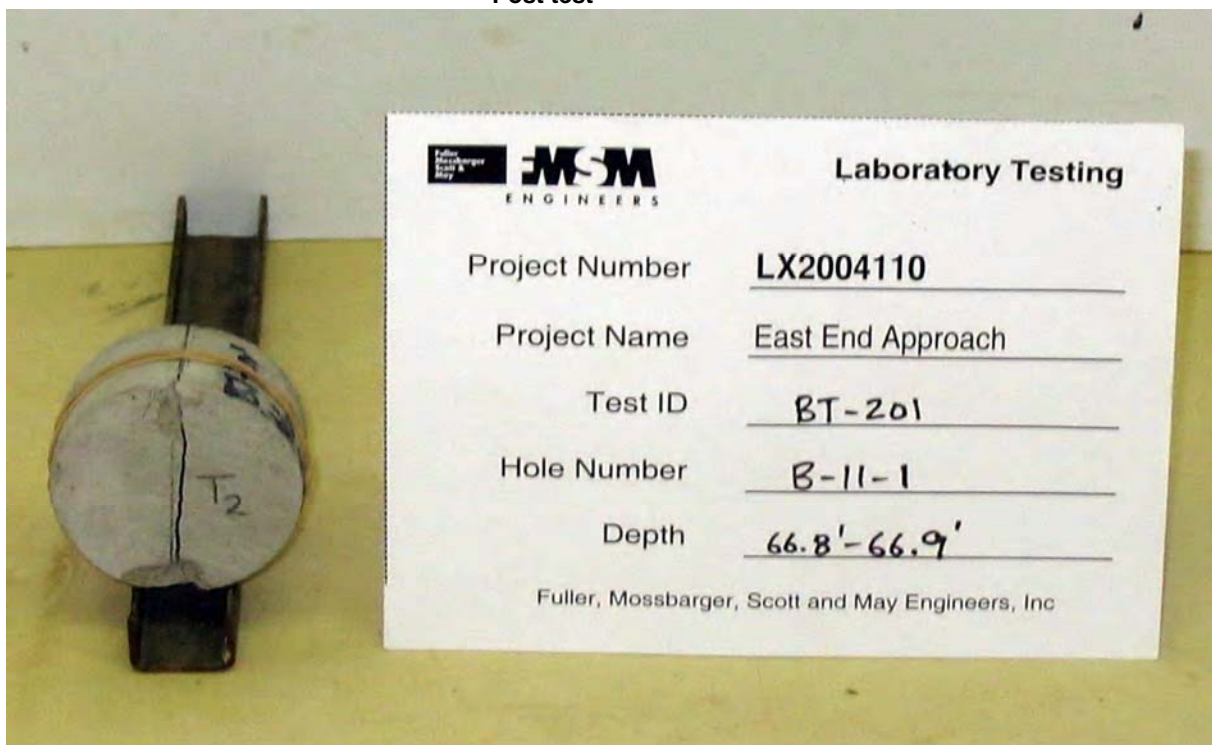 Post test
Fuller
Mossbarger
Scott &
May
FMSM
ENGINEERS
Laboratory Testing
Project Number LX2004110
Project Name East End Approach
Test ID BT-201
Hole Number B-11-1
Depth 66.8'-66.9'
Fuller, Mossbarger, Scott and May Engineers, Inc
T2